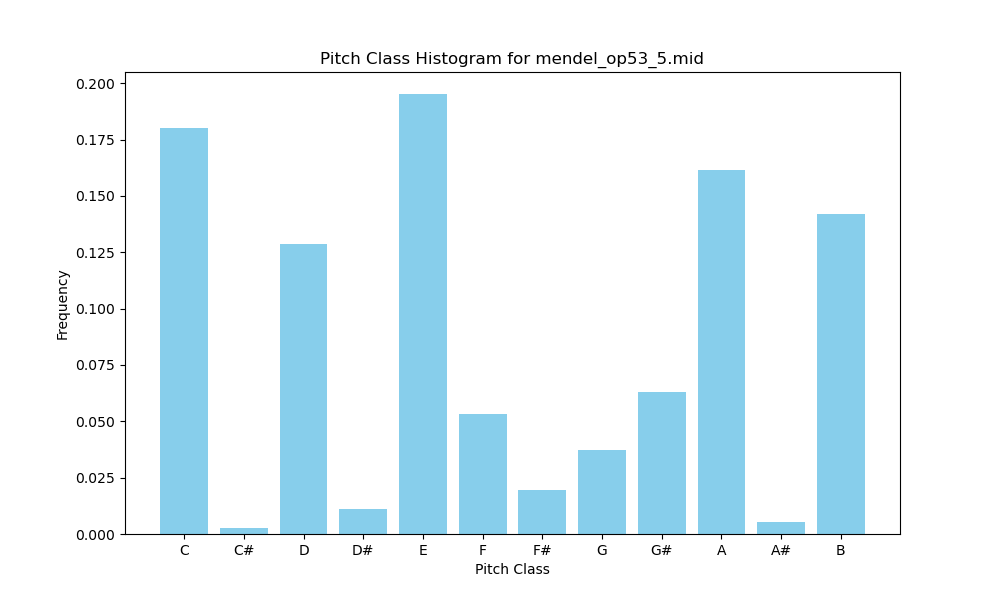 Pitch Class Histogram for mendel_op53_5.mid
0.200
0.175
0.150
0.125
0.100
0.075
0.050
0.025
0.000
Frequency
C C# D D# E F F# G G# A A# B
Pitch Class